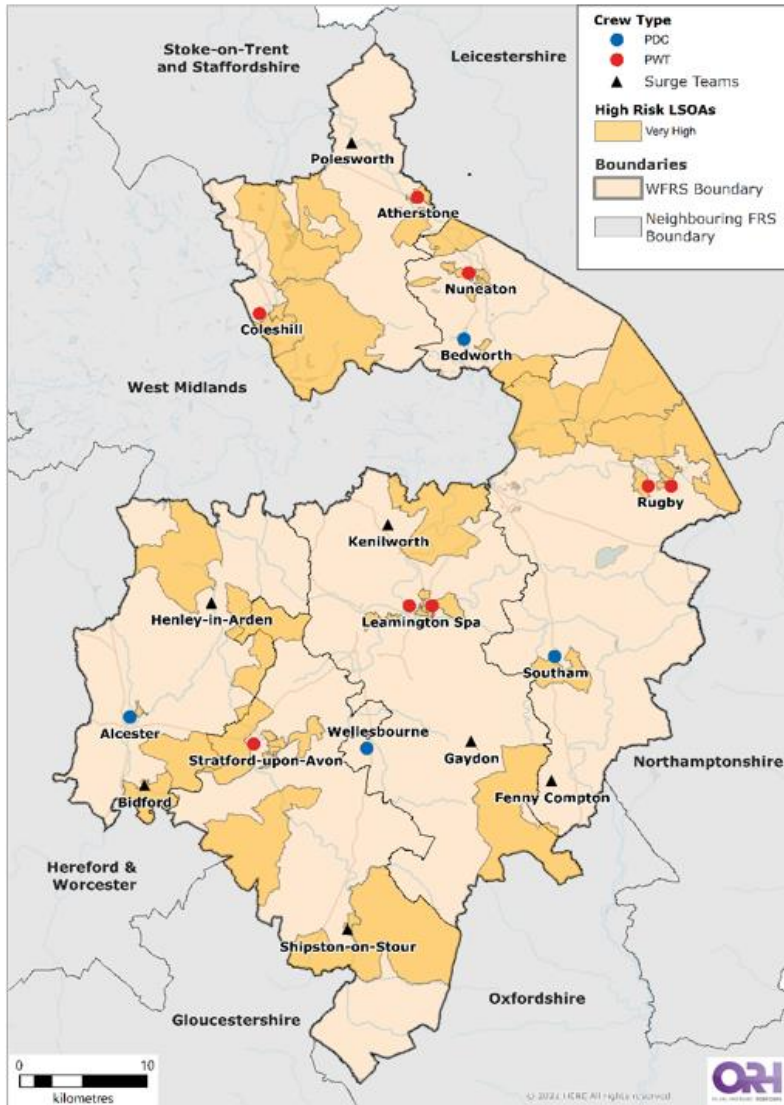 Crew Type
PDC
PWT
Surge Teams
High Risk LSOAs
Very High
Boundaries
WFRS Boundary
Neighbouring FRS
Boundary
Stoke-on-Trent
and Staffordshire
Leicestershire
Polesworth
Atherstone
Nuneaton
Coleshill
Bedworth
West Midlands
Rugby
Kenilworth
Henley-in-Arden
Leamington Spa
Southam
Alcester
Wellesbourne
Stratford-upon-Avon
Gaydon
Northamptonshire
Bidford
Fenny Compton
Hereford &
Worcester
Shipston-on-Stour
Oxfordshire
Gloucestershire
0 10
kilometres
All rights reserved
ORH